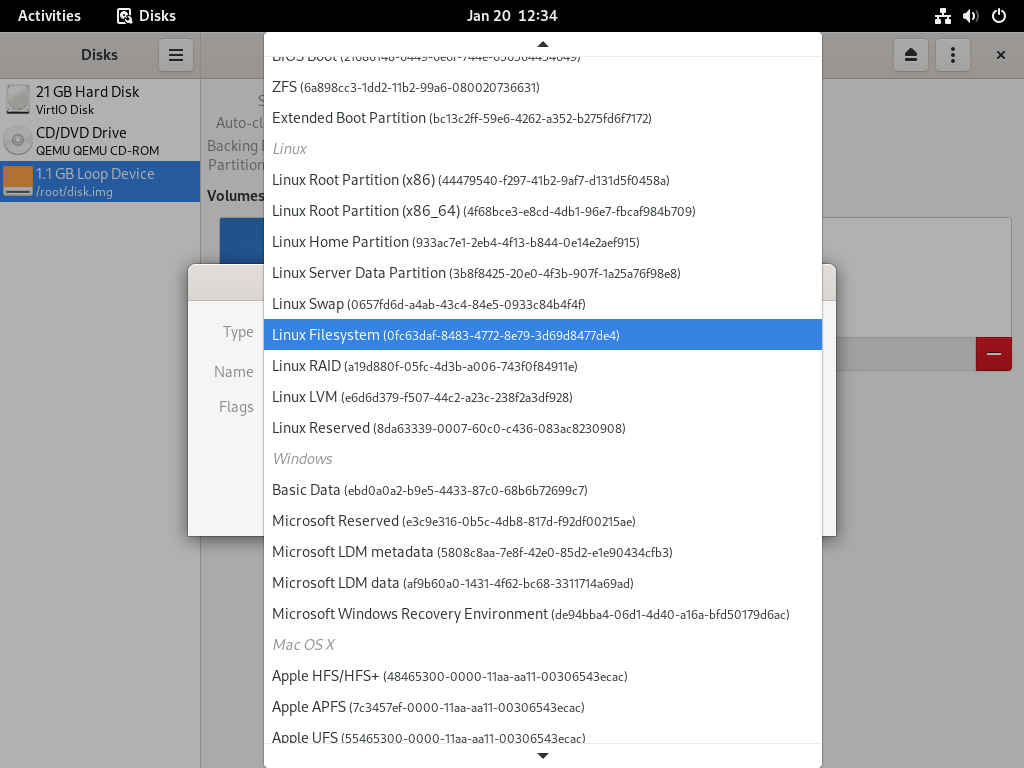 Activities Disks Jan 20 12:34
Disks
21 GB Hard Disk
VirtIO Disk
CD/DVD Drive
QEMU QEMU CD-ROM
1.1 GB Loop Device
/root/disk.img
Auto-cl
Backing F
Partition
Volumes
Type
Name
Flags
BIOS Boot (21686148-6449-6e6f-744e-656564454649)
ZFS (6a898cc3-1dd2-11b2-99a6-080020736631)
Extended Boot Partition (bc13c2ff-59e6-4262-a352-b275fd6f7172)
Linux
Linux Root Partition (x86) (44479540-f297-41b2-9af7-d131d5f0458a)
Linux Root Partition (x86_64) (4f68bce3-e8cd-4db1-96e7-fbcaf984b709)
Linux Home Partition (933ac7e1-2eb4-4f13-b844-0e14e2aef915)
Linux Server Data Partition (3b8f8425-20e0-4f3b-907f-1a25a76f98e8)
Linux Swap (0657fd6d-a4ab-43c4-84e5-0933c84b4f4f)
Linux Filesystem (0fc63daf-8483-4772-8e79-3d69d8477de4)
Linux RAID (a19d880f-05fc-4d3b-a006-743f0f84911e)
Linux LVM (e6d6d379-f507-44c2-a23c-238f2a3df928)
Linux Reserved (8da63339-0007-60c0-c436-083ac8230908)
Windows
Basic Data (ebd0a0a2-b9e5-4433-87c0-68b6b72699c7)
Microsoft Reserved (e3c9e316-0b5c-4db8-817d-f92df00215ae)
Microsoft LDM metadata (5808c8aa-7e8f-42e0-85d2-e1e90434cfb3)
Microsoft LDM data (af9b60a0-1431-4f62-bc68-3311714a69ad)
Microsoft Windows Recovery Environment (de94bba4-06d1-4d40-a16a-bfd50179d6ac)
Mac OS X
Apple HFS/HFS+ (48465300-0000-11aa-aa11-00306543ecac)
Apple APFS (7c3457ef-0000-11aa-aa11-00306543ecac)
Apple UFS (55465300-0000-11aa-aa11-00306543ecac)